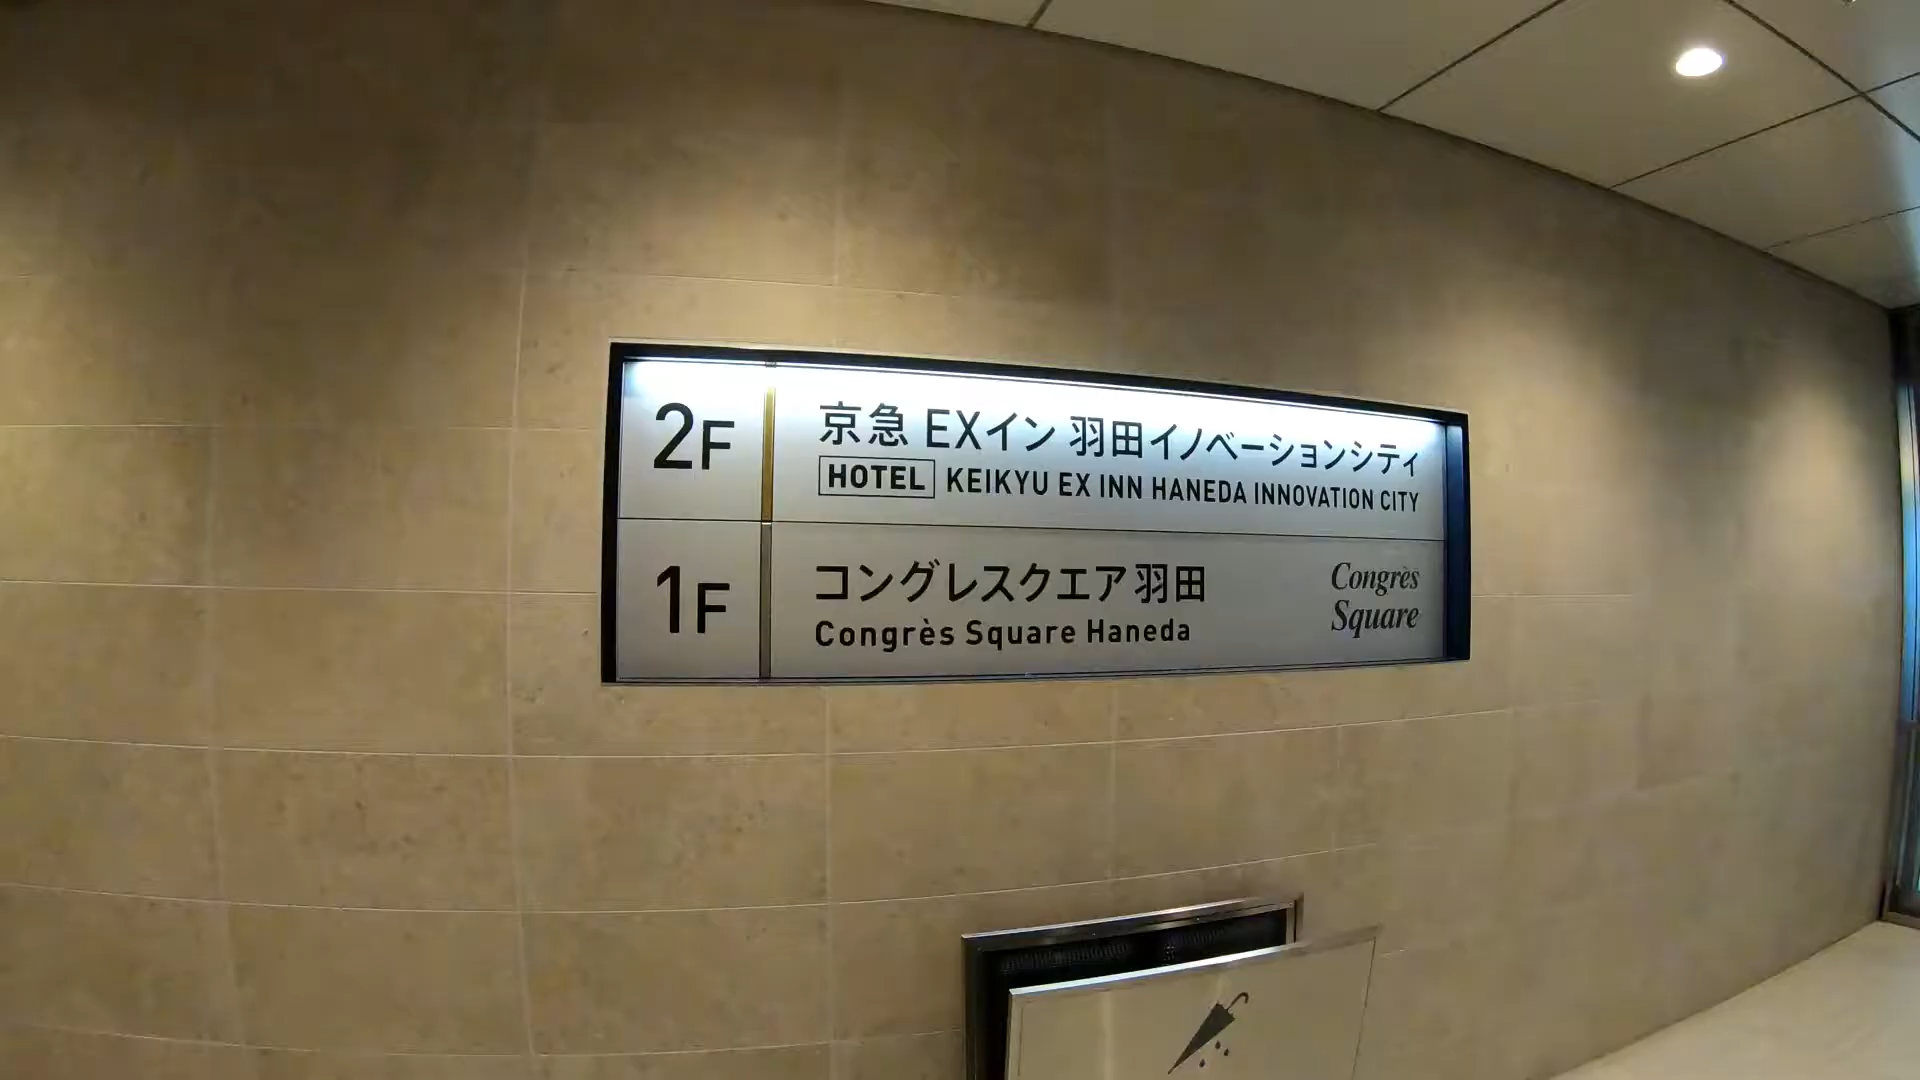 2F
京急 EXイン 羽田イノベーションシティ
HOTEL KEIKYU EX INN HANEDA INNOVATION CITY
1F
コングレスクエア羽田
Congrès Square Haneda
Congrès
Square